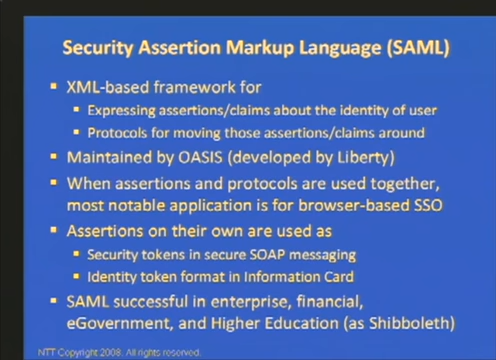 Security Assertion Markup Language (SAML)
XML-based framework for
Expressing assertions/claims about the identity of user
Protocols for moving those assertions/claims around
Maintained by OASIS (developed by Liberty)
When assertions and protocols are used together,
most notable application is for browser-based SSO
Assertions on their own are used as
Security tokens in secure SOAP messaging
Identity token format in Information Card
SAML successful in enterprise, financial,
eGovernment, and Higher Education (as Shibboleth)
NTT Copyright 2008. All rights reserved.